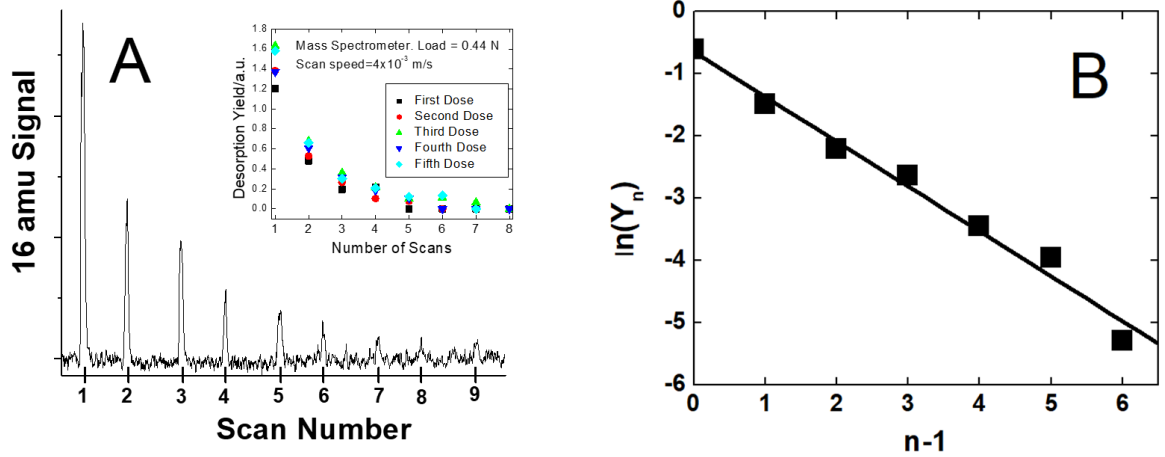 A
16 amu Signal
1 2 3 4 5 6 7 8 9
Scan Number
Desorption Yield/a.u.
1.8
1.6
1.4
1.2
1.0
0.8
0.6
0.4
0.2
0.0
Mass Spectrometer. Load = 0.44 N
Scan speed=4x10⁻³ m/s
First Dose
Second Dose
Third Dose
Fourth Dose
Fifth Dose
1 2 3 4 5 6 7 8
Number of Scans
B
ln(Yₙ)
-0
-1
-2
-3
-4
-5
-6
0 1 2 3 4 5 6
n-1